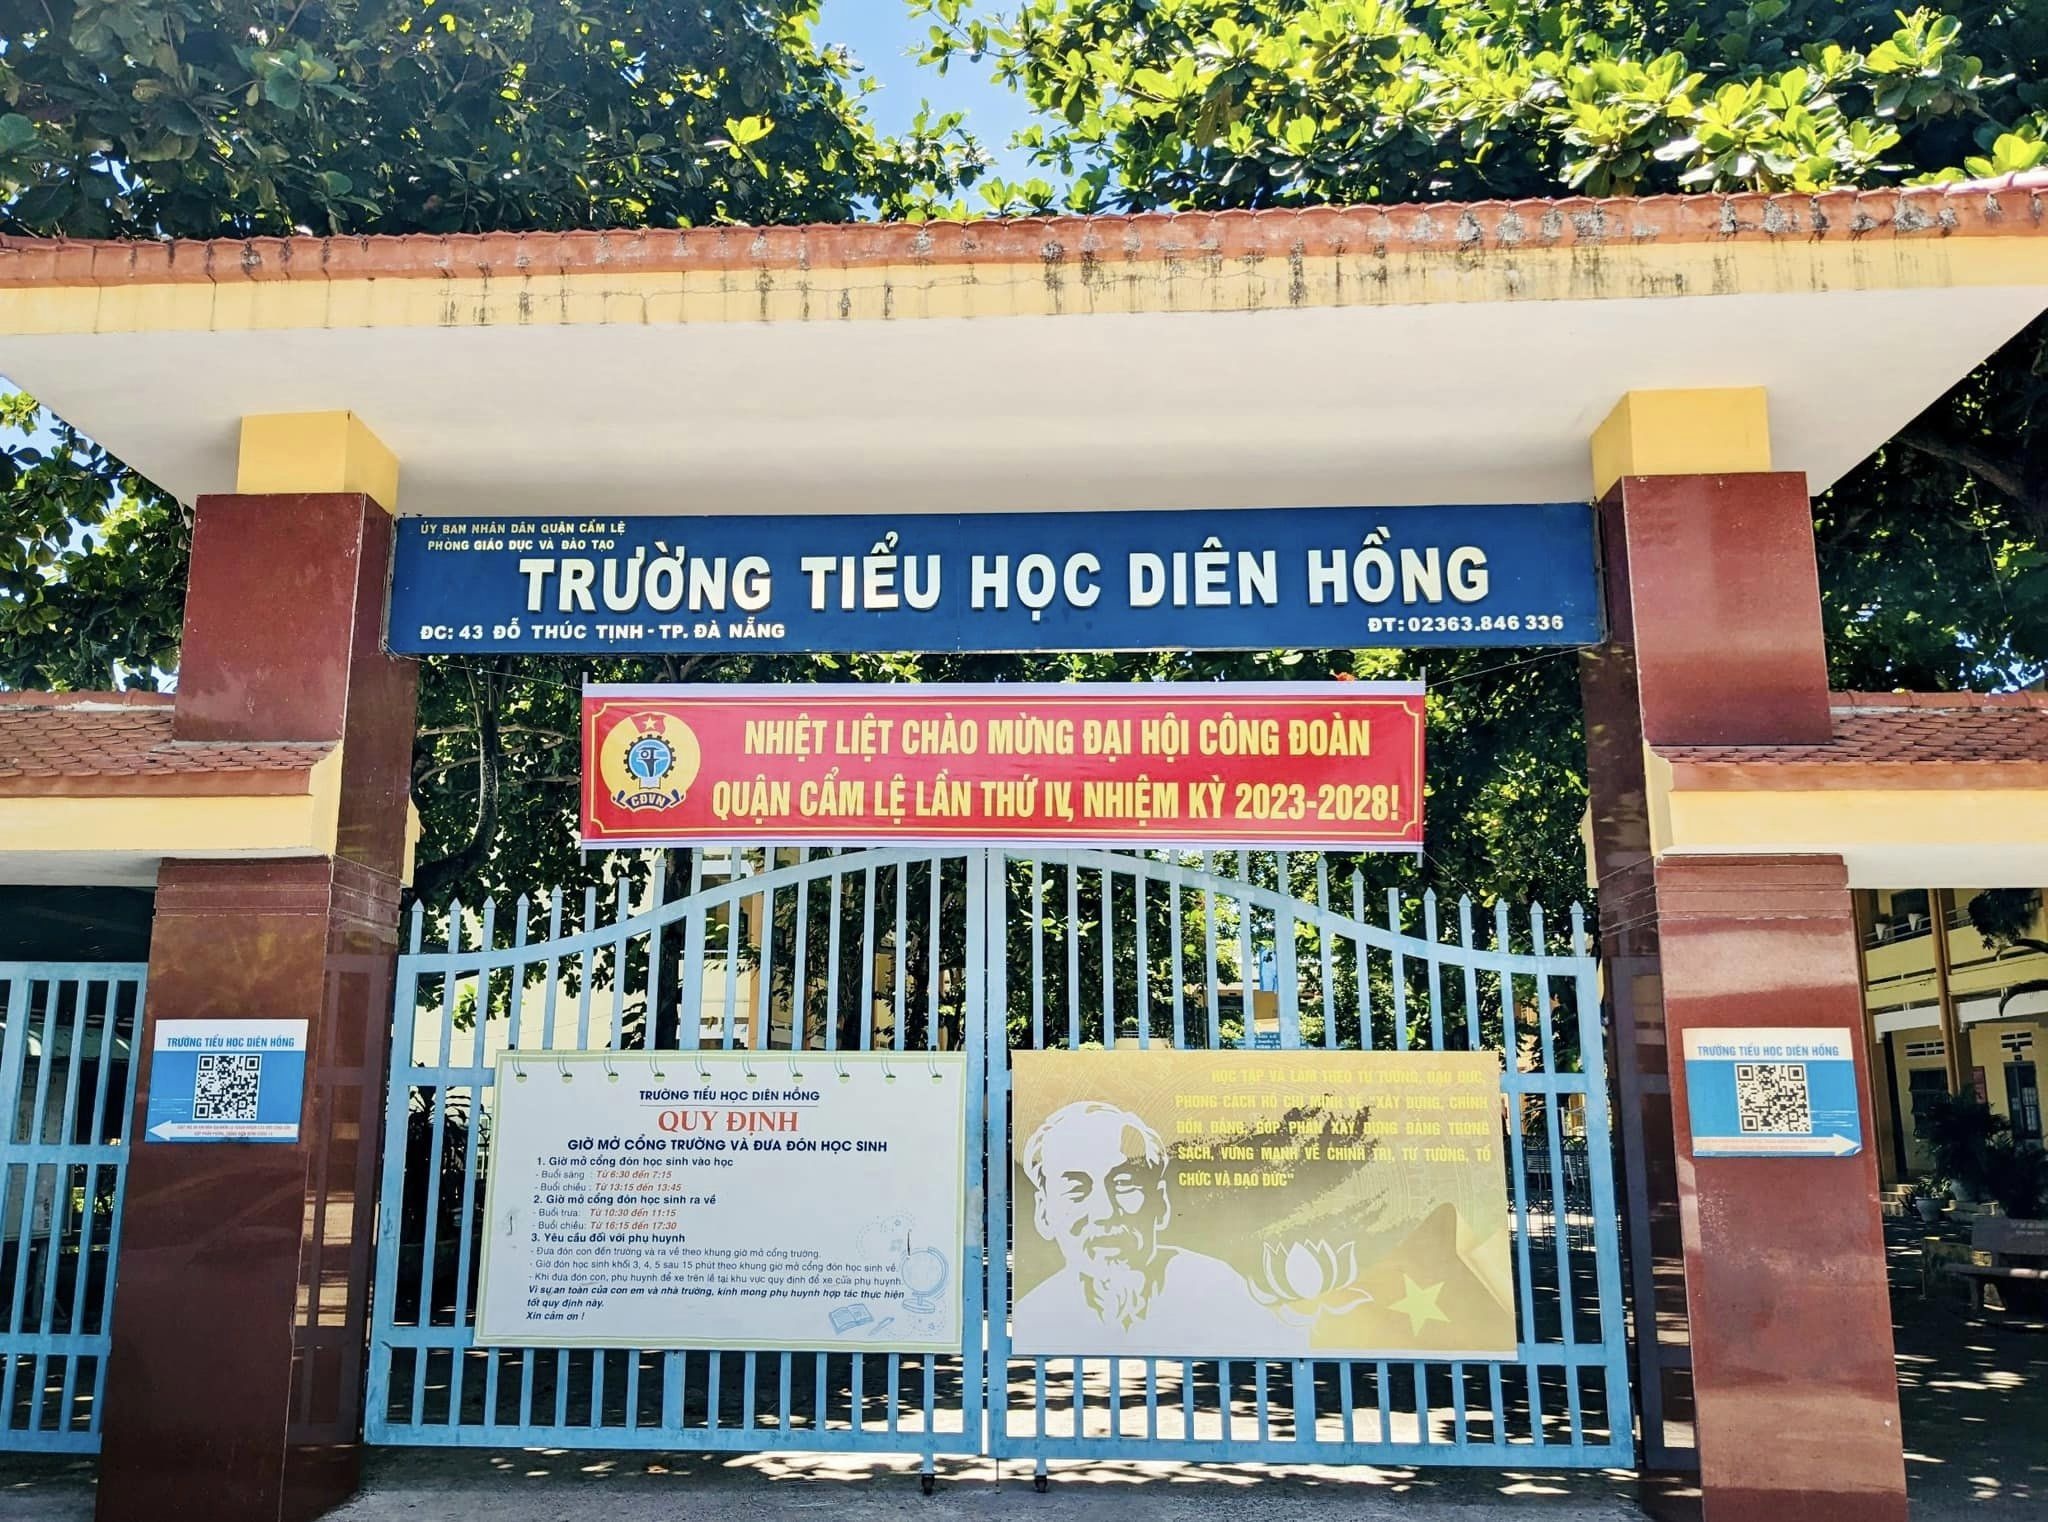 ỦY BAN NHÂN DÂN QUẬN CẨM LỆ
PHÒNG GIÁO DỤC VÀ ĐÀO TẠO
TRƯỜNG TIỂU HỌC DIÊN HỒNG
ĐC: 43 ĐỖ THÚC TỊNH - TP. ĐÀ NẴNG
ĐT: 02363.846 336
NHIỆT LIỆT CHÀO MỪNG ĐẠI HỘI CÔNG ĐOÀN
QUẬN CẨM LỆ LẦN THỨ IV, NHIỆM KỲ 2023-2028!
CĐVN
TRƯỜNG TIỂU HỌC DIÊN HỒNG
TRƯỜNG TIỂU HỌC DIÊN HỒNG
QUY ĐỊNH
GIỜ MỞ CỔNG TRƯỜNG VÀ ĐƯA ĐÓN HỌC SINH
1. Giờ mở cổng đón học sinh vào học
- Buổi sáng : Từ 6:30 đến 7:15
- Buổi chiều : Từ 13:15 đến 13:45
2. Giờ mở cổng đón học sinh ra về
- Buổi trưa: Từ 10:30 đến 11:15
- Buổi chiều: Từ 16:15 đến 17:30
3. Yêu cầu đối với phụ huynh
- Đưa đón con đến trường và ra về theo khung giờ mở cổng trường.
- Giờ đón học sinh khối 3, 4, 5 sau 15 phút theo khung giờ mở cổng đón học sinh về.
- Khi đưa đón con, phụ huynh để xe trên lề tại khu vực quy định để xe của phụ huynh.
Vì sự an toàn của con em và nhà trường, kính mong phụ huynh hợp tác thực hiện
tốt quy định này.
Xin cảm ơn !
HỌC TẬP VÀ LÀM THEO TƯ TƯỞNG, ĐẠO ĐỨC,
PHONG CÁCH HỒ CHÍ MINH VỀ "XÂY DỰNG, CHỈNH
ĐỐN ĐẢNG, GÓP PHẦN XÂY DỰNG ĐẢNG TRONG
SẠCH, VỮNG MẠNH VỀ CHÍNH TRỊ, TƯ TƯỞNG, TỔ
CHỨC VÀ ĐẠO ĐỨC"
TRƯỜNG TIỂU HỌC DIÊN HỒNG